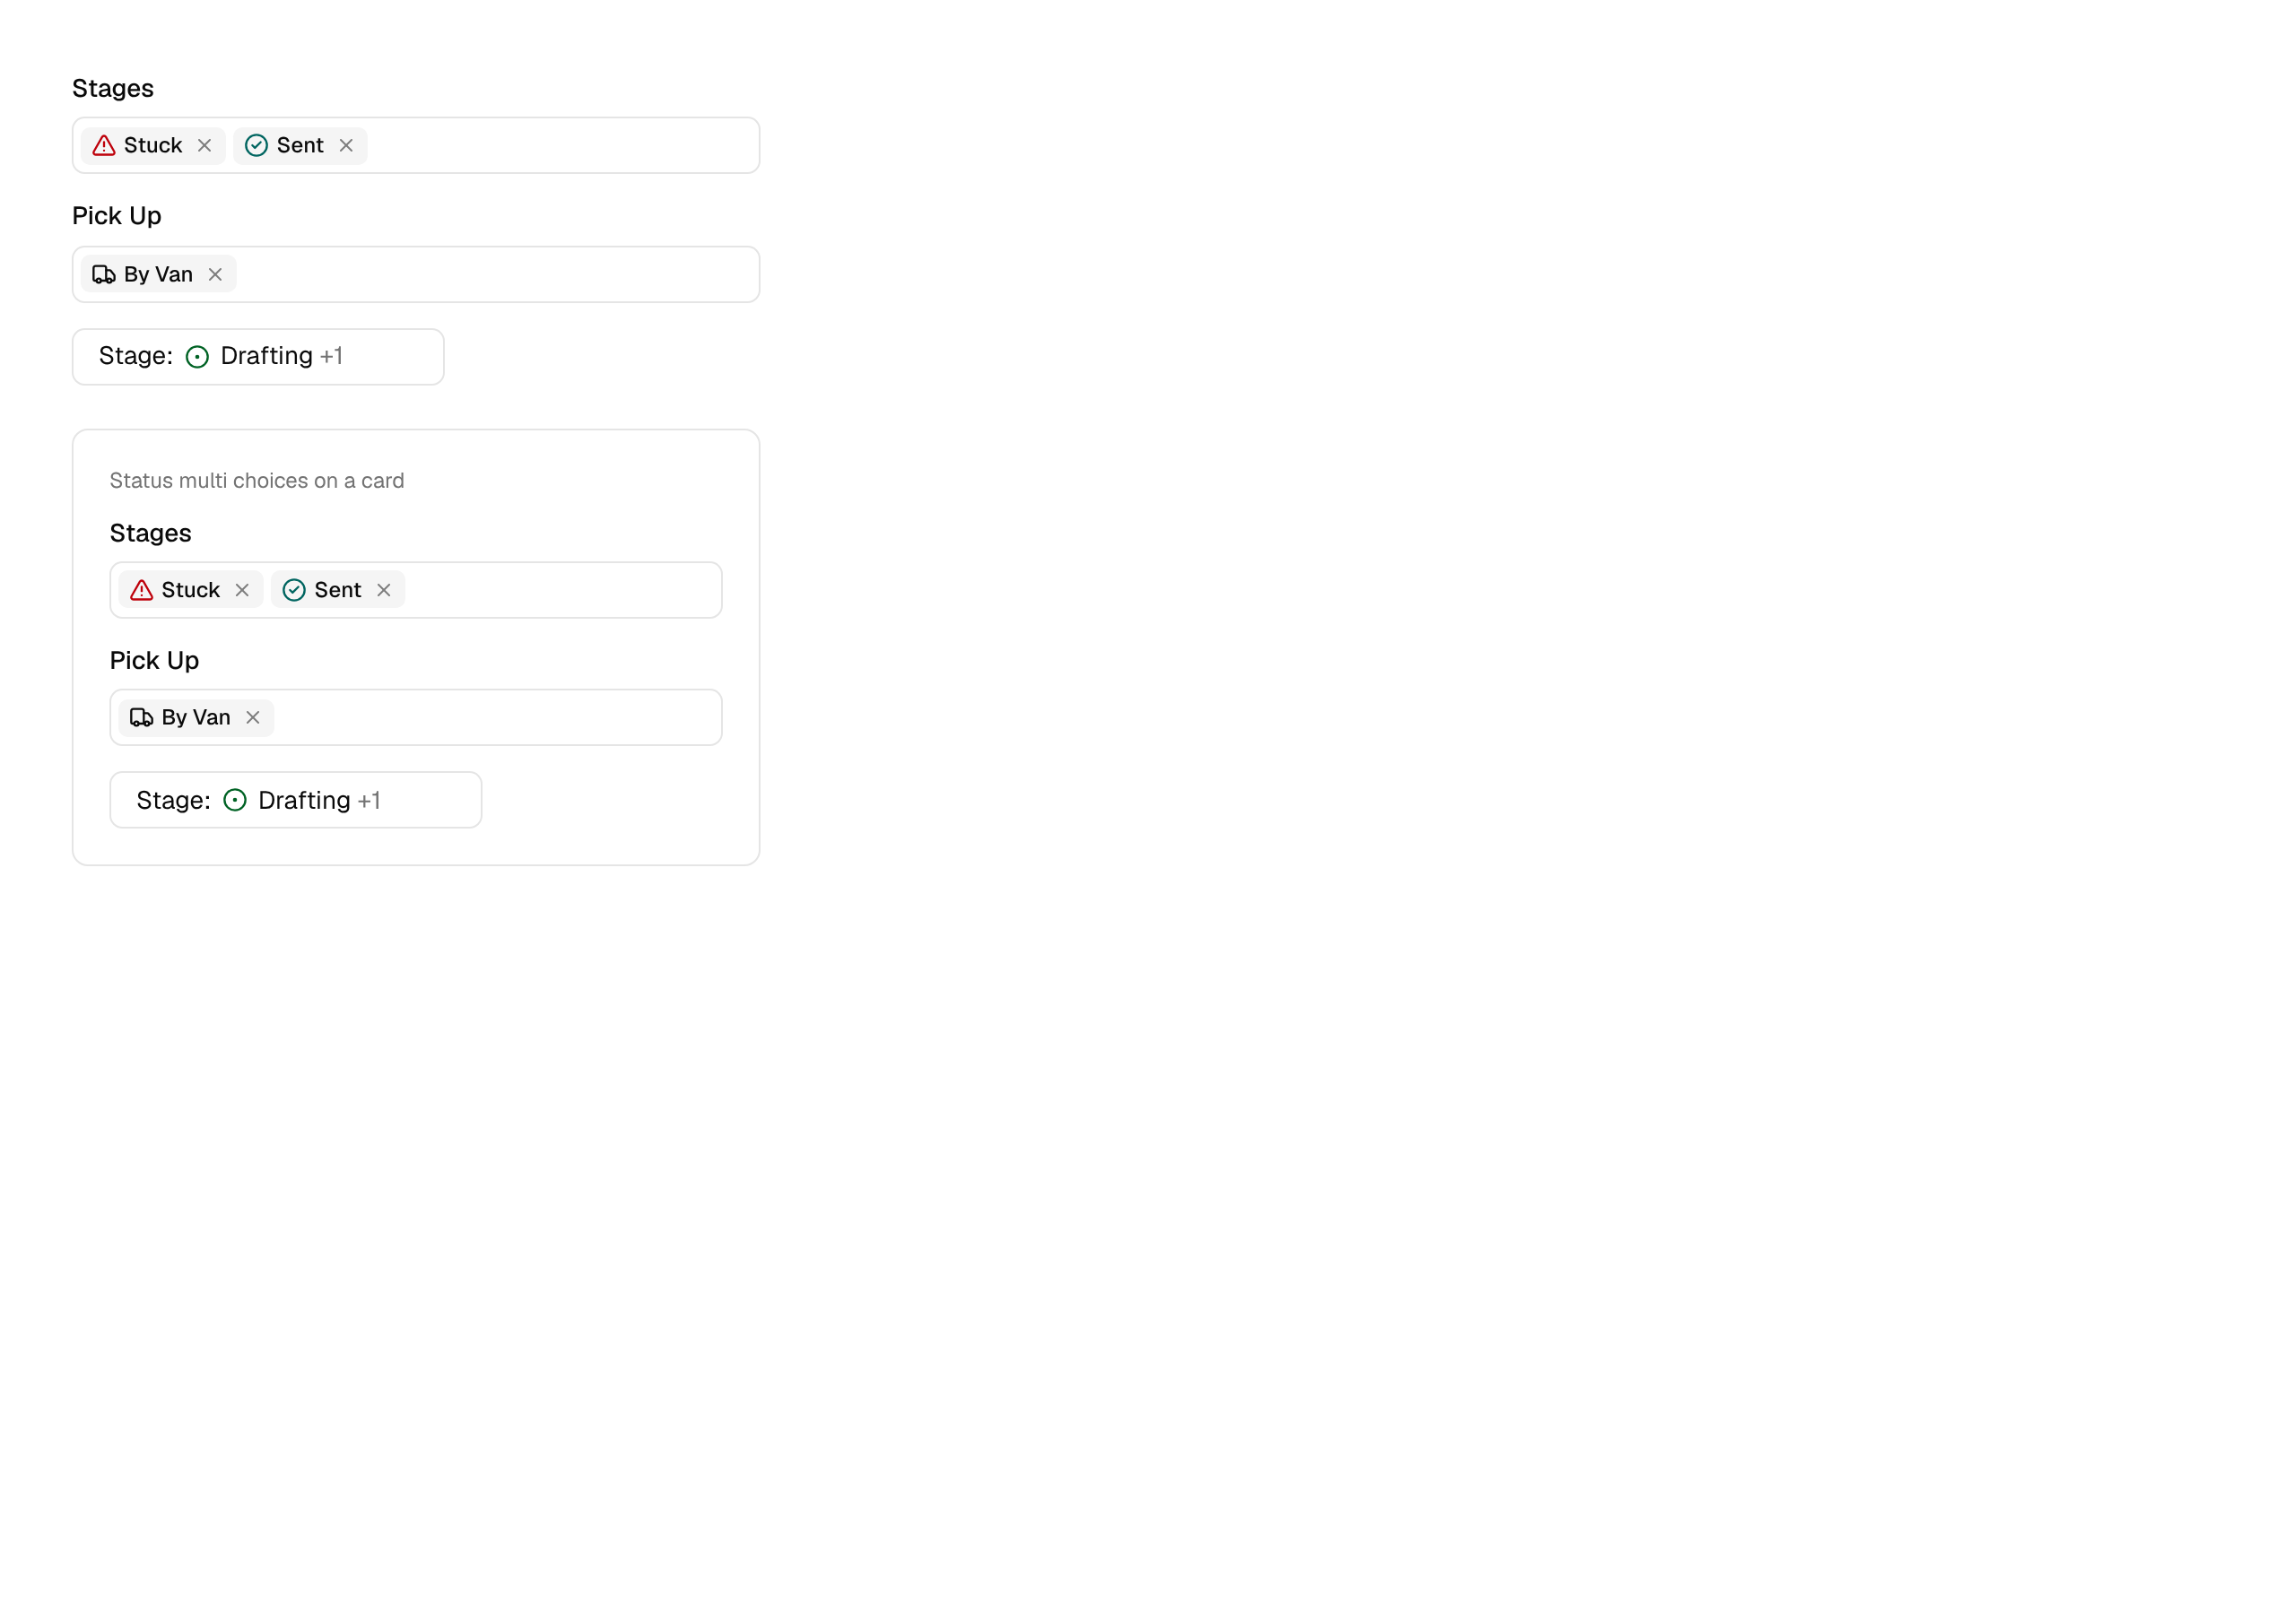 Stages
Stuck Sent
Pick Up
By Van
Stage: Drafting +1
Status multi choices on a card
Stages
Stuck Sent
Pick Up
By Van
Stage: Drafting +1